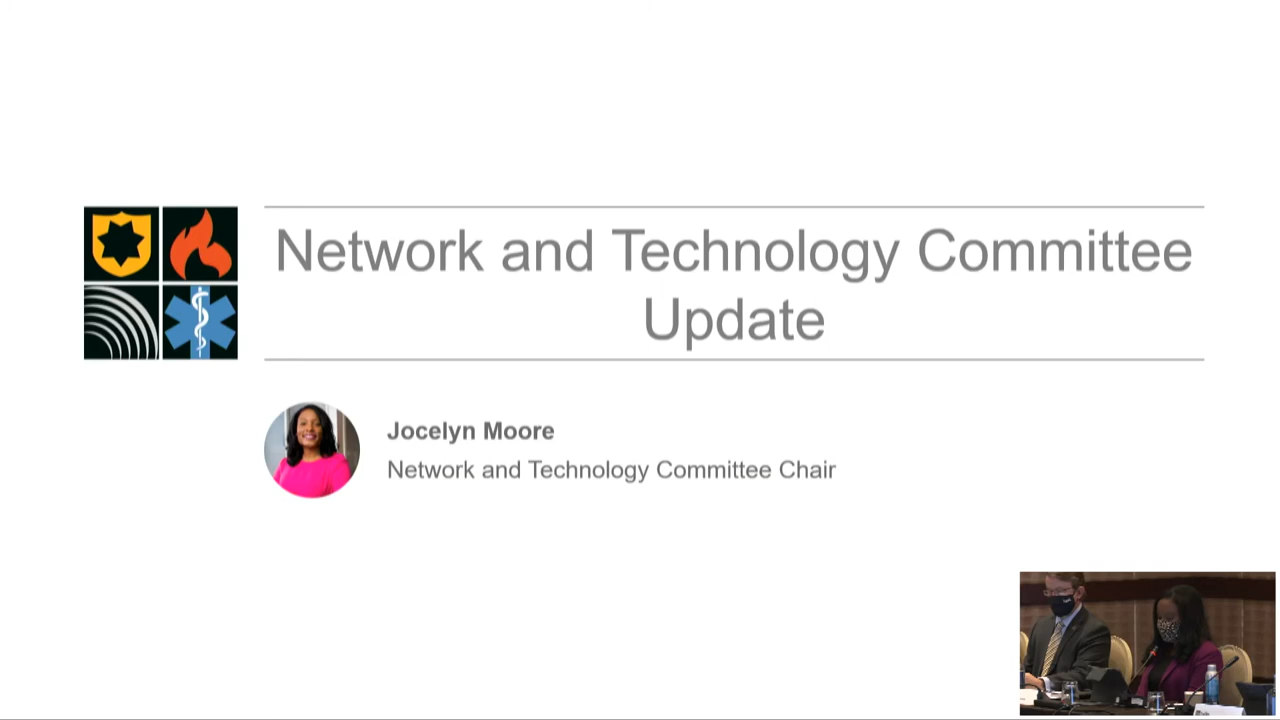 Network and Technology Committee
Update
Jocelyn Moore
Network and Technology Committee Chair